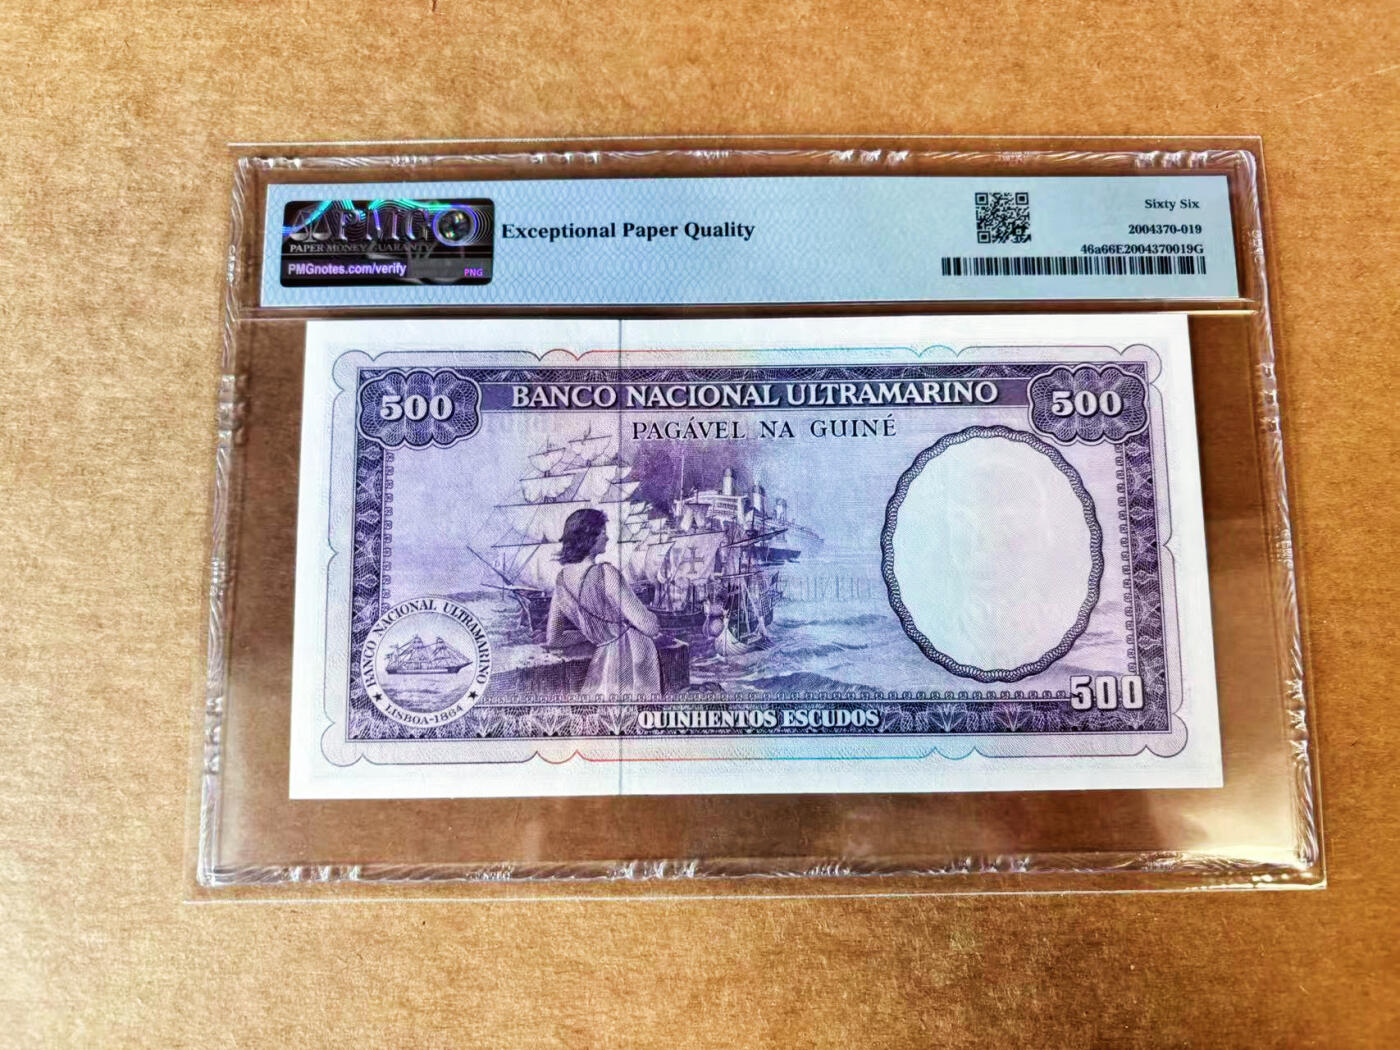 PMG
PAPER MONEY GUARANTY
PMGnotes.com/verify
PNG
Exceptional Paper Quality
Sixty Six
2004370-019
46a66E2004370019G
500
BANCO NACIONAL ULTRAMARINO
500
PAGÁVEL NA GUINÉ
BANCO NACIONAL ULTRAMARINO
LISBOA-1864
500
QUINHENTOS ESCUDOS